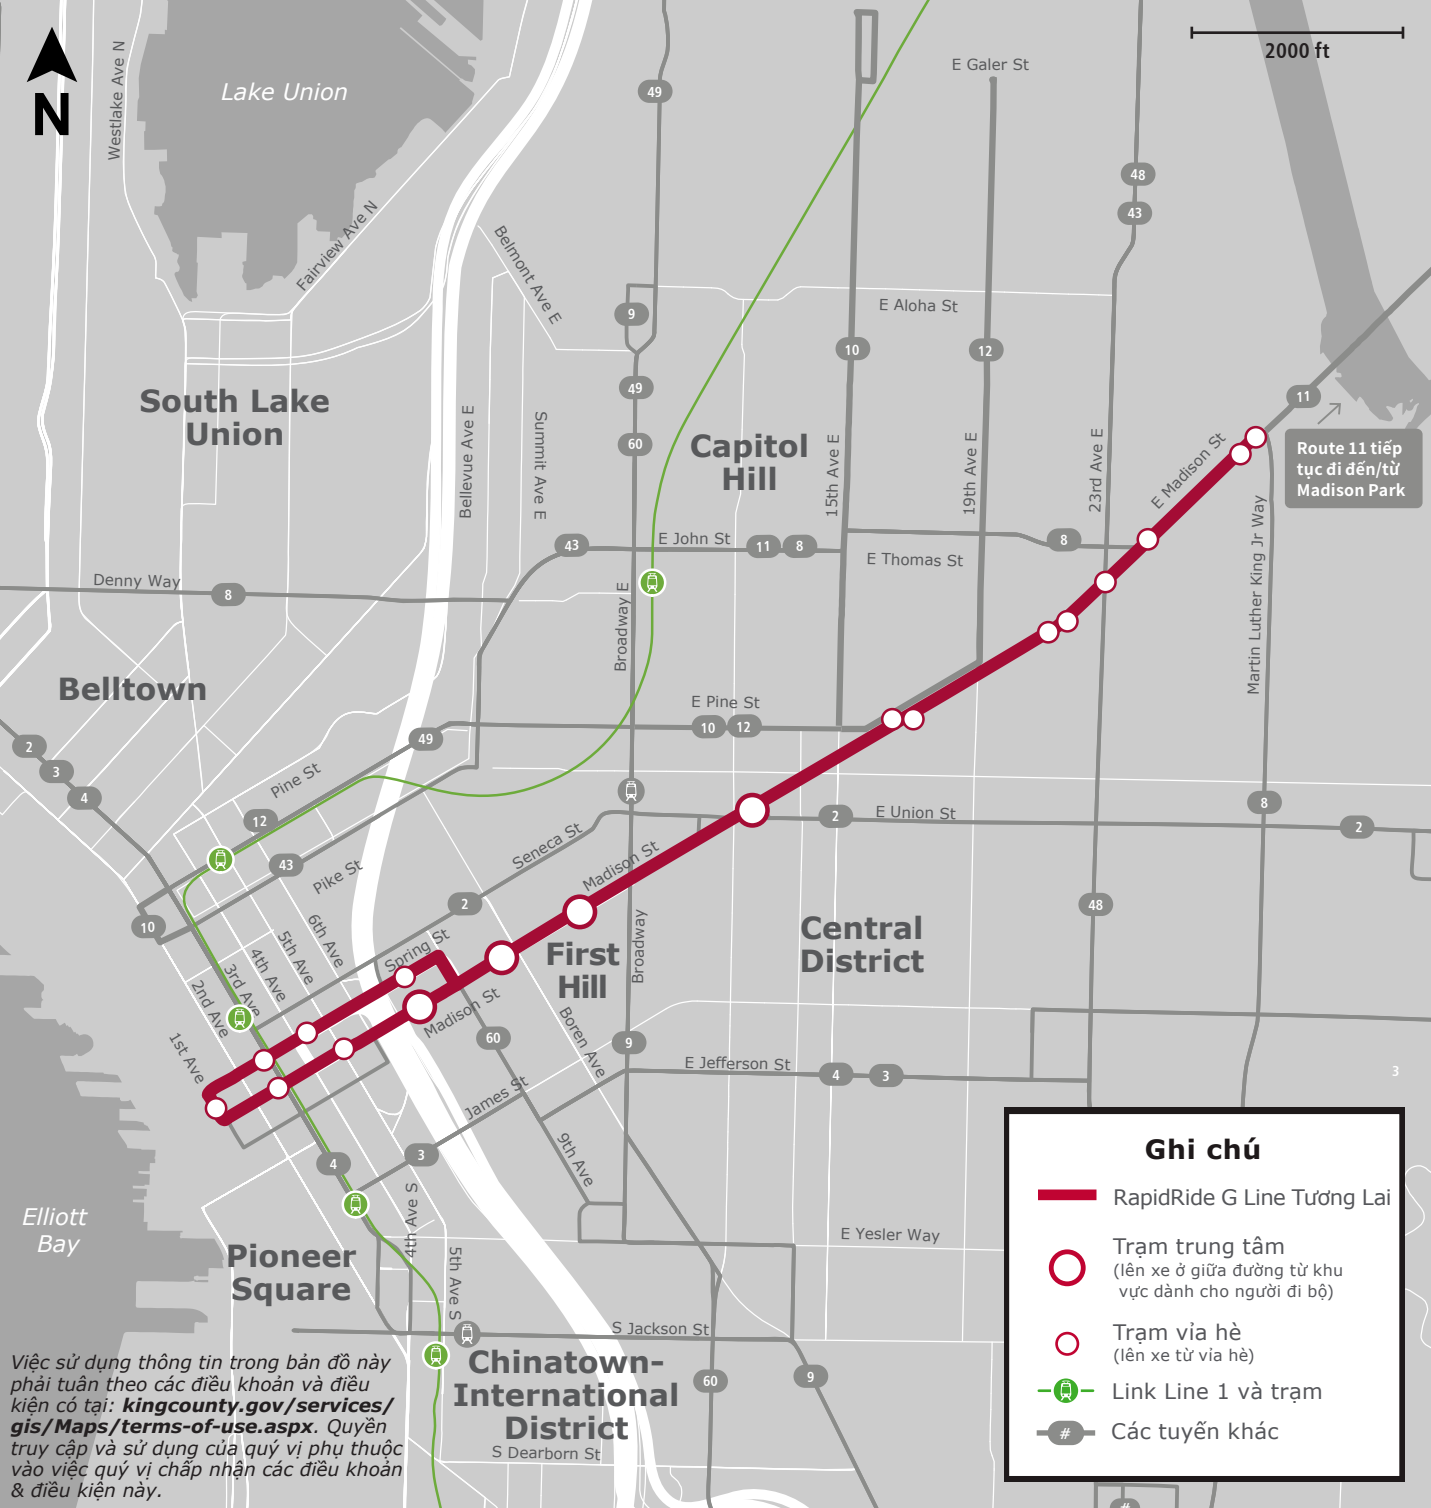 N
2000 ft
Westlake Ave N
Lake Union
Fairview Ave N
Belmont Ave E
E Galer St
49
48
43
9
E Aloha St
10
12
49
60
11
Route 11 tiếp
tục đi đến/từ
Madison Park
South Lake
Union
Bellevue Ave E
Summit Ave E
Capitol
Hill
15th Ave E
19th Ave E
23rd Ave E
E Madison St
Martin Luther King Jr Way
43
E John St
11
8
E Thomas St
8
Denny Way
8
Broadway E
Belltown
E Pine St
10
12
49
2
3
4
Pine St
12
43
Pike St
10
Seneca St
2
E Union St
2
8
2
Madison St
2
48
Spring St
6th Ave
5th Ave
4th Ave
3rd Ave
2nd Ave
1st Ave
First
Hill
Broadway
Central
District
Madison St
60
Boren Ave
9
E Jefferson St
4
3
3
James St
9th Ave
4
3
4th Ave S
5th Ave S
Elliott
Bay
Pioneer
Square
E Yesler Way
S Jackson St
Chinatown-
International
District
60
9
S Dearborn St
#
Ghi chú
RapidRide G Line Tương Lai
Trạm trung tâm
(lên xe ở giữa đường từ khu
vực dành cho người đi bộ)
Trạm vỉa hè
(lên xe từ vỉa hè)
Link Line 1 và trạm
#
Các tuyến khác
Việc sử dụng thông tin trong bản đồ này
phải tuân theo các điều khoản và điều
kiện có tại: kingcounty.gov/services/
gis/Maps/terms-of-use.aspx. Quyền
truy cập và sử dụng của quý vị phụ thuộc
vào việc quý vị chấp nhận các điều khoản
& điều kiện này.